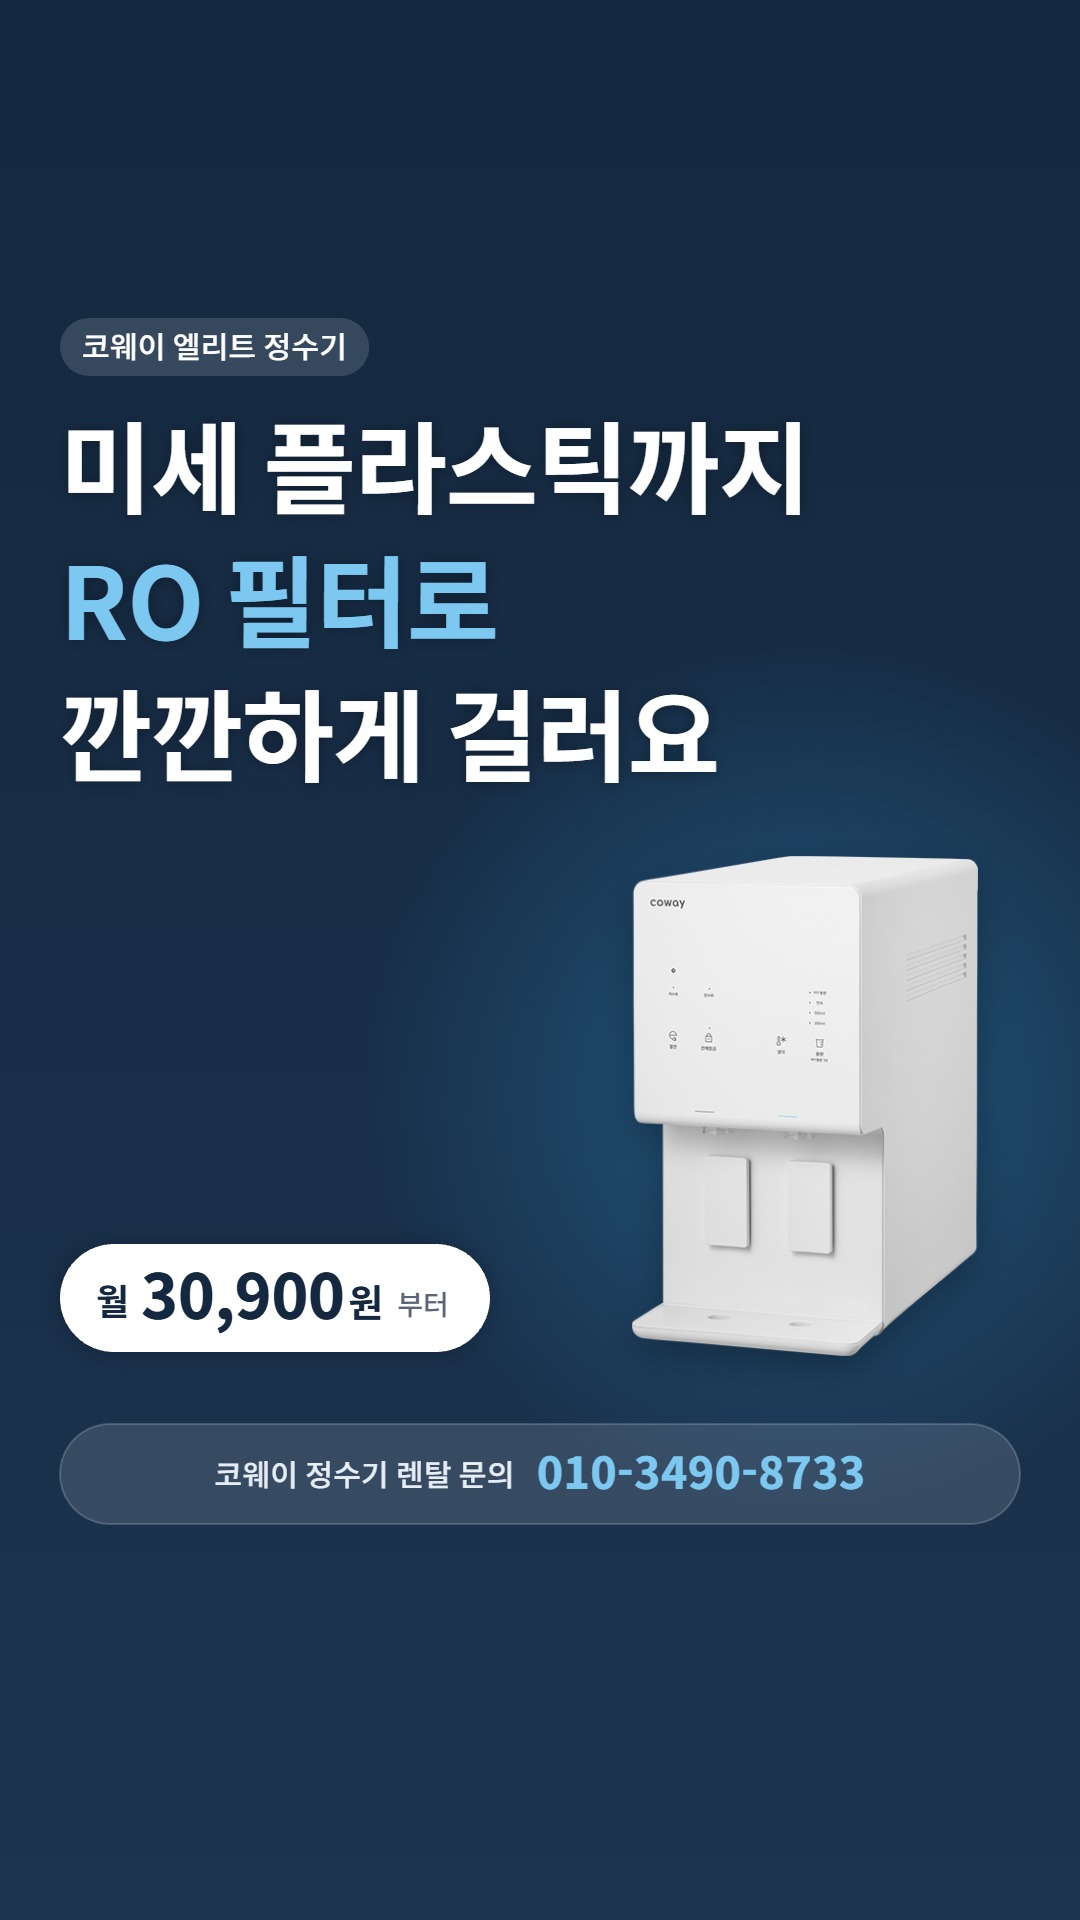 코웨이 엘리트 정수기
미세 플라스틱까지
RO 필터로
깐깐하게 걸러요
coway
월 30,900원 부터
코웨이 정수기 렌탈 문의 010-3490-8733